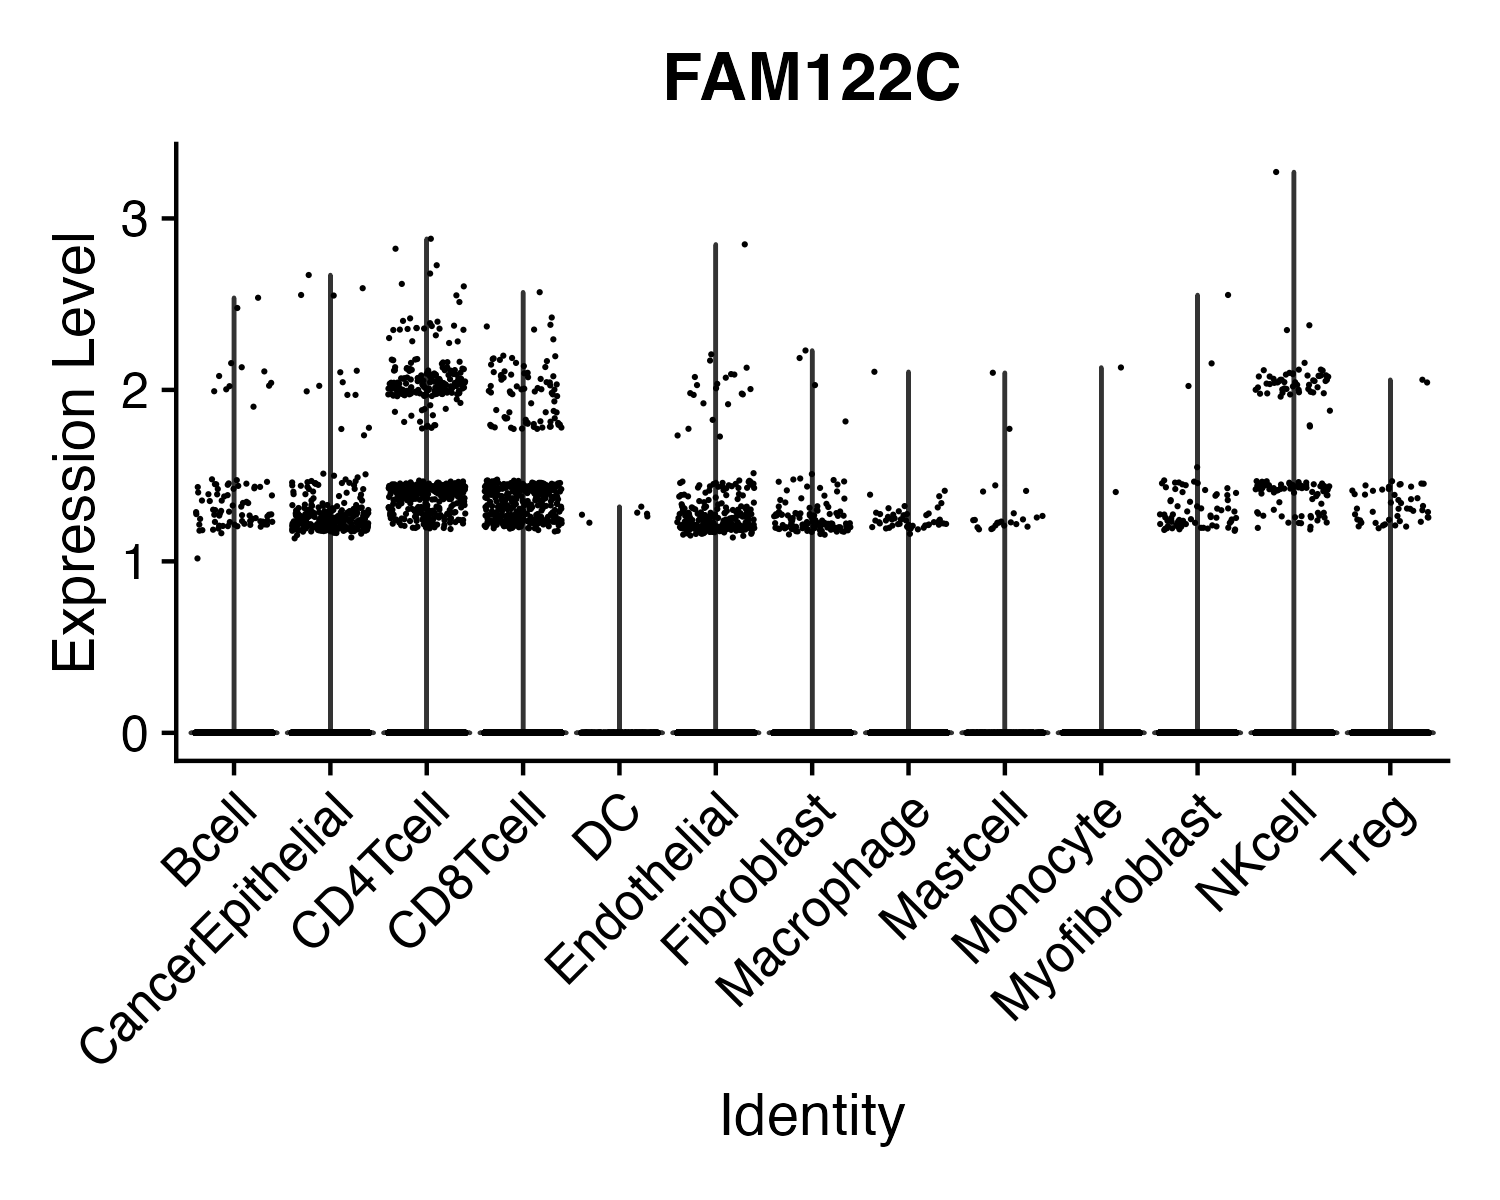 FAM122C
Expression Level
3
2
1
0
Bcell
CancerEpithelial
CD4Tcell
CD8Tcell
DC
Endothelial
Fibroblast
Macrophage
Mastcell
Monocyte
Myofibroblast
NKcell
Treg
Identity